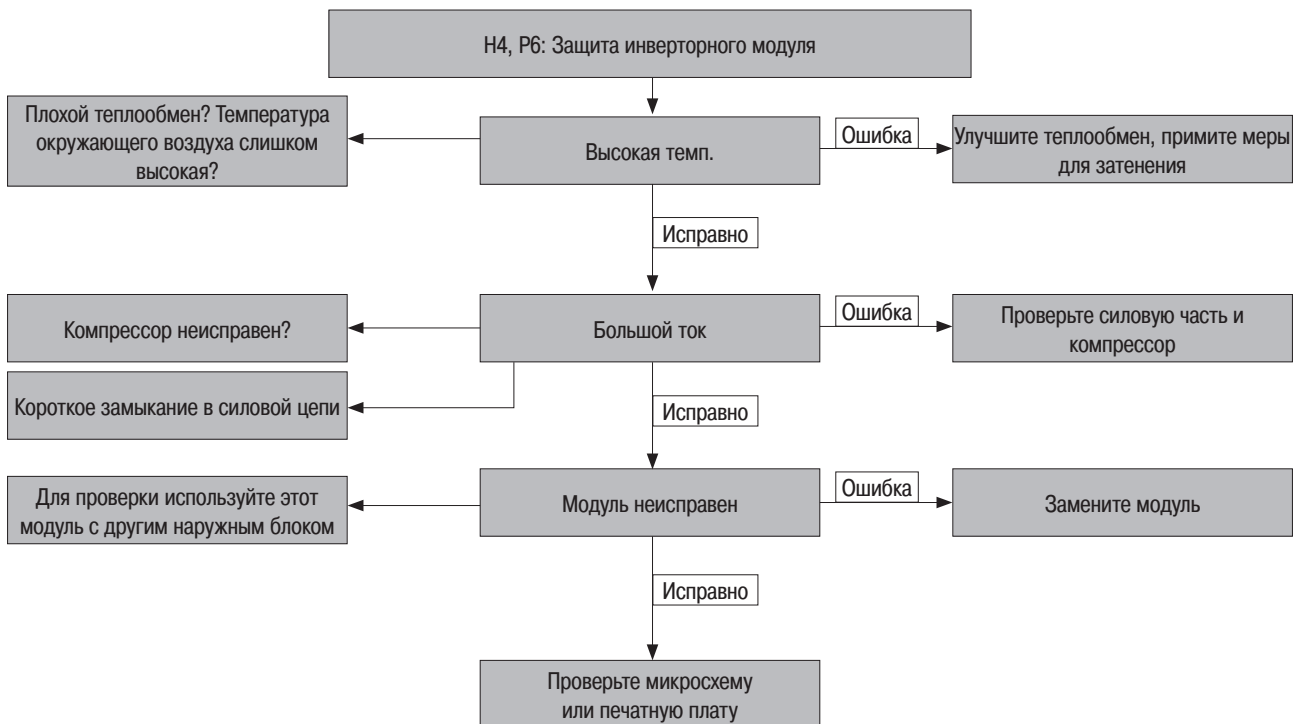 Н4, Р6: Защита инверторного модуля
Плохой теплообмен? Температура
окружающего воздуха слишком
высокая?
Высокая темп.
Ошибка
Улучшите теплообмен, примите меры
для затенения
Исправно
Компрессор неисправен?
Большой ток
Ошибка
Проверьте силовую часть и
компрессор
Короткое замыкание в силовой цепи
Исправно
Для проверки используйте этот
модуль с другим наружным блоком
Модуль неисправен
Ошибка
Замените модуль
Исправно
Проверьте микросхему
или печатную плату